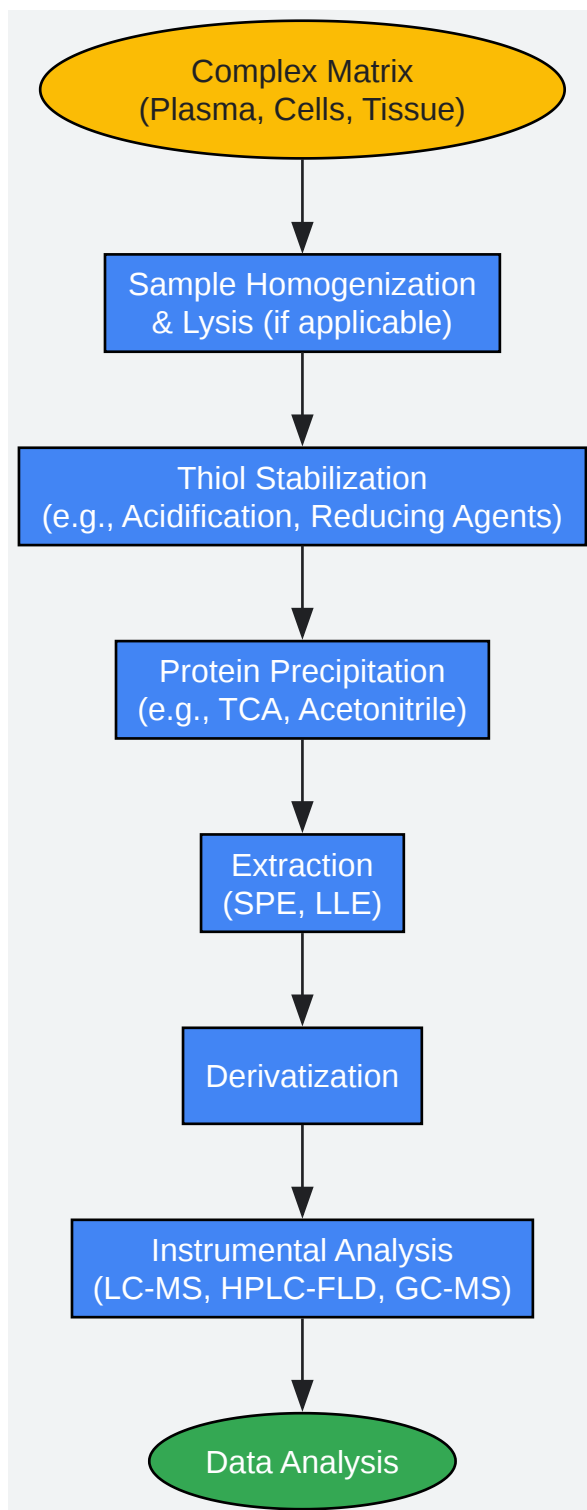 Complex Matrix
(Plasma, Cells, Tissue)
Sample Homogenization
& Lysis (if applicable)
Thiol Stabilization
(e.g., Acidification, Reducing Agents)
Protein Precipitation
(e.g., TCA, Acetonitrile)
Extraction
(SPE, LLE)
Derivatization
Instrumental Analysis
(LC-MS, HPLC-FLD, GC-MS)
Data Analysis